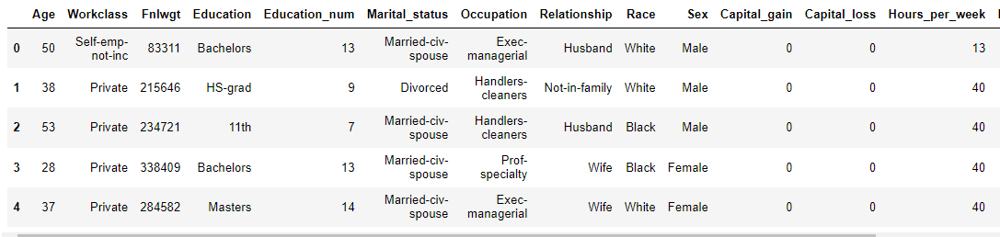 Age Workclass Fnlwgt Education Education_num Marital_status Occupation Relationship Race Sex Capital_gain Capital_loss Hours_per_week
0 50 Self-emp-not-inc 83311 Bachelors 13 Married-civ-spouse Exec-managerial Husband White Male 0 0 13
1 38 Private 215646 HS-grad 9 Divorced Handlers-cleaners Not-in-family White Male 0 0 40
2 53 Private 234721 11th 7 Married-civ-spouse Handlers-cleaners Husband Black Male 0 0 40
3 28 Private 338409 Bachelors 13 Married-civ-spouse Prof-specialty Wife Black Female 0 0 40
4 37 Private 284582 Masters 14 Married-civ-spouse Exec-managerial Wife White Female 0 0 40